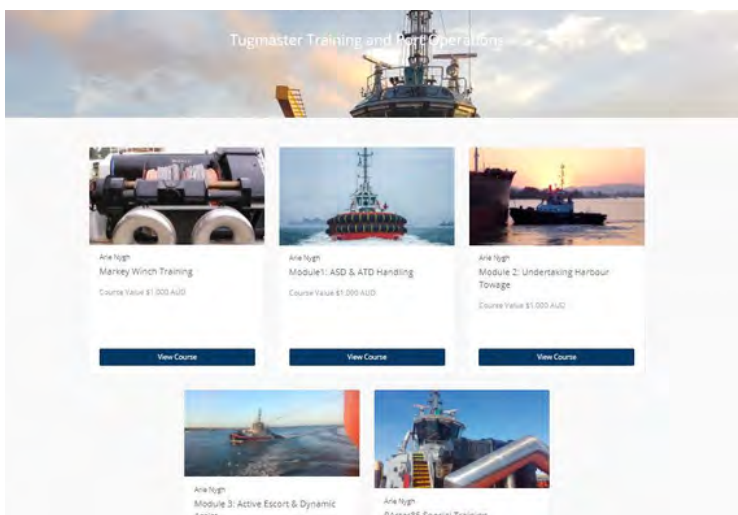 Tugmaster Training and Port Operations
Arie Nygh
Markey Winch Training
Course Value $1,000 AUD
View Course
Arie Nygh
Module1: ASD & ATD Handling
Course Value $1,000 AUD
View Course
Arie Nygh
Module 2: Undertaking Harbour
Towage
Course Value $1,000 AUD
View Course
Arie Nygh
Module 3: Active Escort & Dynamic
Arie Nygh
Special Training